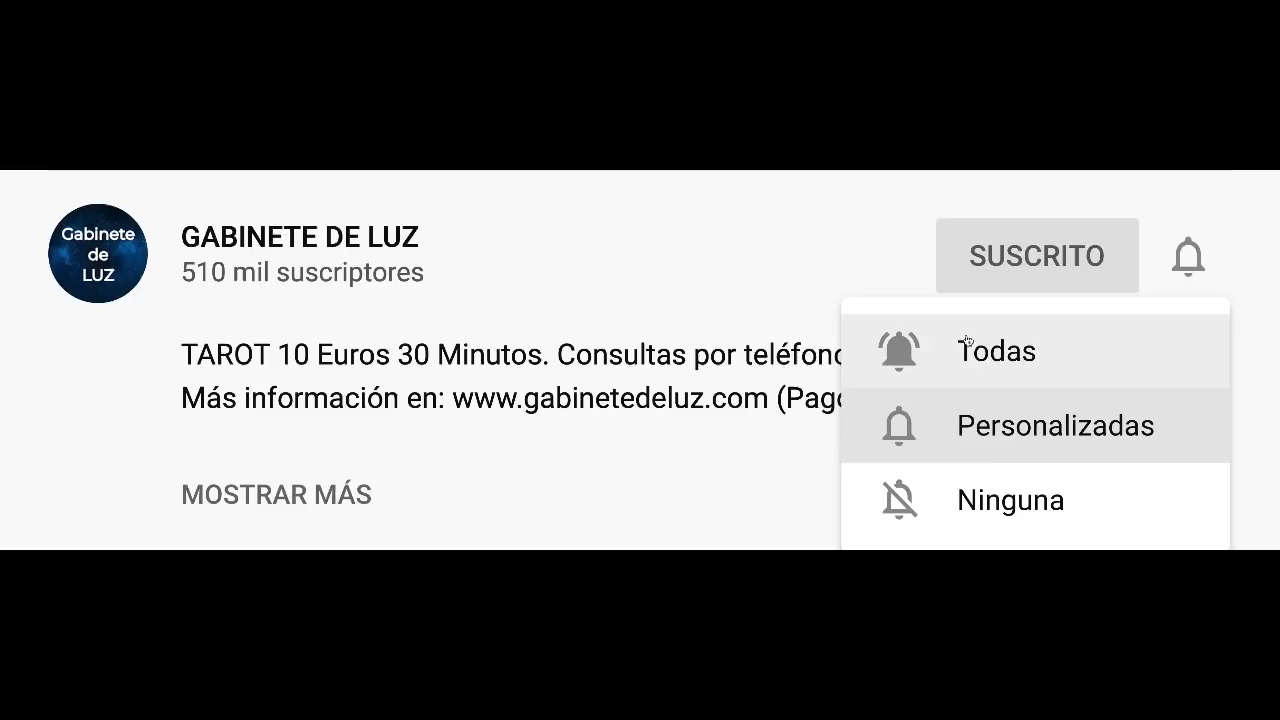 Gabinete
de
LUZ
GABINETE DE LUZ
510 mil suscriptores
SUSCRITO
TAROT 10 Euros 30 Minutos. Consultas por teléfono
Más información en: www.gabinetedeluz.com (Pago
MOSTRAR MÁS
Todas
Personalizadas
Ninguna